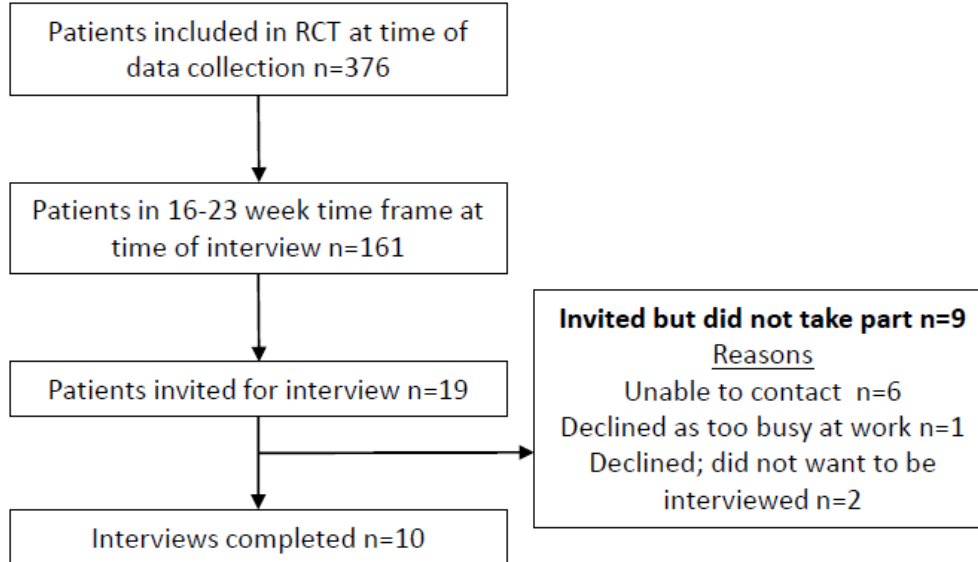 Patients included in RCT at time of
data collection n=376
Patients in 16-23 week time frame at
time of interview n=161
Patients invited for interview n=19
Invited but did not take part n=9
Reasons
Unable to contact n=6
Declined as too busy at work n=1
Declined; did not want to be
interviewed n=2
Interviews completed n=10